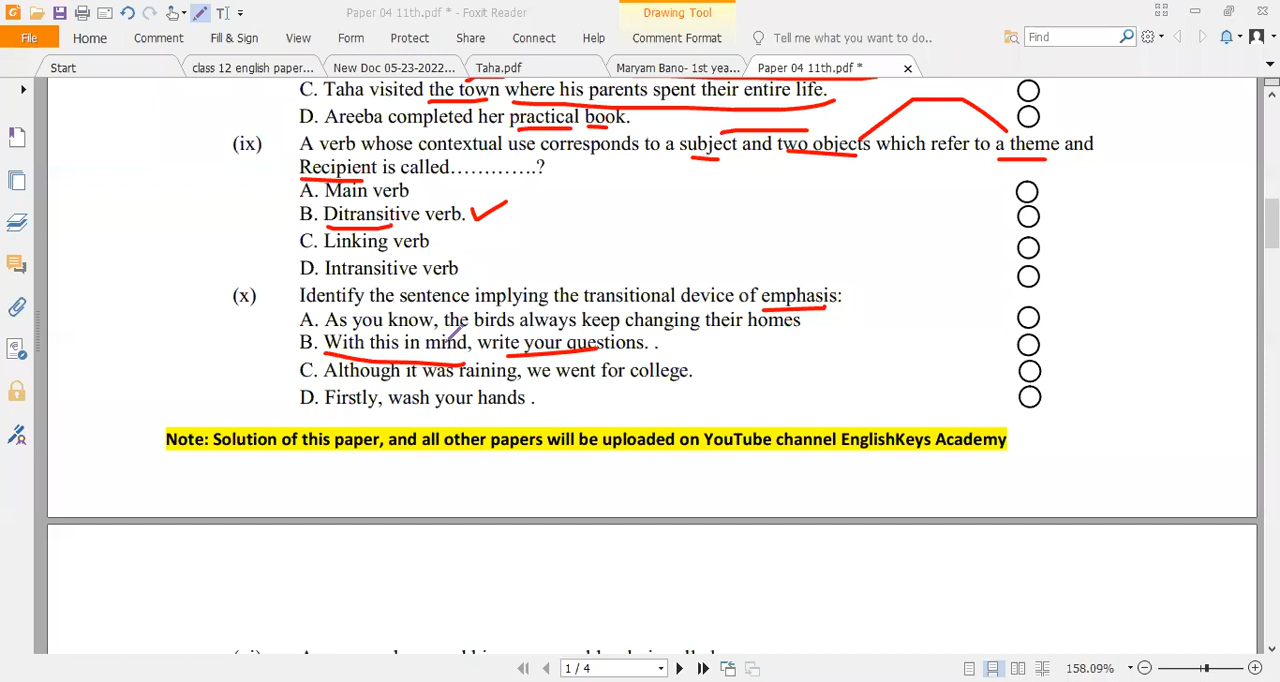 Paper 04 11th.pdf * - Foxit Reader
Drawing Tool
File Home Comment Fill & Sign View Form Protect Share Connect Help Comment Format Tell me what you want to do.. Find
Start class 12 english paper... New Doc 05-23-2022... Taha.pdf Maryam Bano- 1st yea... Paper 04 11th.pdf *
C. Taha visited the town where his parents spent their entire life.
D. Areeba completed her practical book.
(ix) A verb whose contextual use corresponds to a subject and two objects which refer to a theme and
Recipient is called………….?
A. Main verb
B. Ditransitive verb.
C. Linking verb
D. Intransitive verb
(x) Identify the sentence implying the transitional device of emphasis:
A. As you know, the birds always keep changing their homes
B. With this in mind, write your questions. .
C. Although it was raining, we went for college.
D. Firstly, wash your hands .
Note: Solution of this paper, and all other papers will be uploaded on YouTube channel EnglishKeys Academy
1 / 4
158.09%